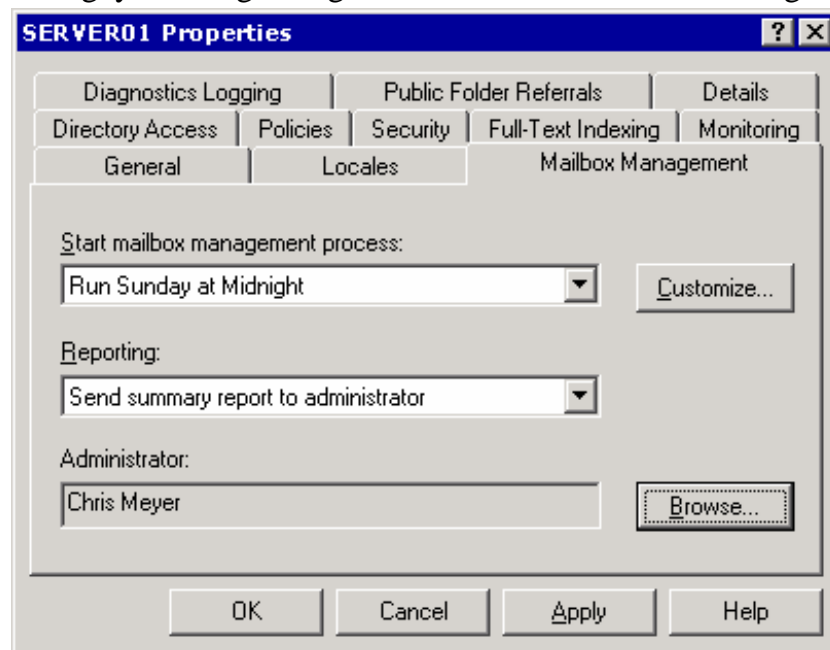 SERVER01 Properties
Diagnostics Logging Public Folder Referrals Details
Directory Access Policies Security Full-Text Indexing Monitoring
General Locales Mailbox Management
Start mailbox management process:
Run Sunday at Midnight Customize...
Reporting:
Send summary report to administrator
Administrator:
Chris Meyer Browse...
OK Cancel Apply Help